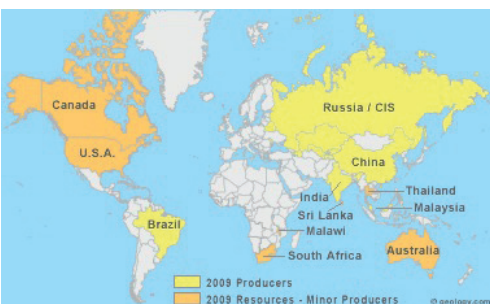 Canada
Russia / CIS
U.S.A.
China
India
Thailand
Sri Lanka
Malaysia
Brazil
Malawi
South Africa
Australia
2009 Producers
2009 Resources - Minor Producers
© geology.com